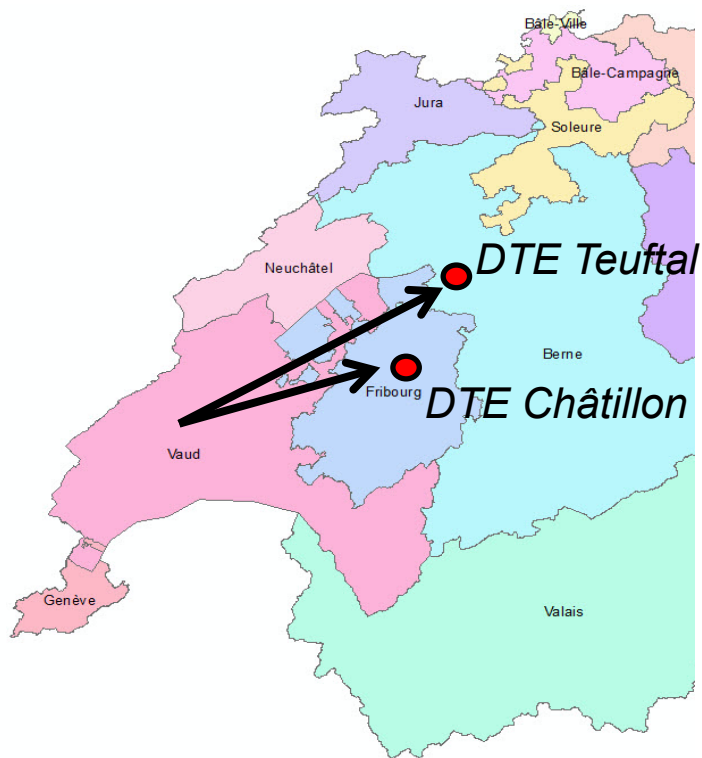 Bâle-Ville
Bâle-Campagne
Jura
Soleure
DTE Teuftal
Neuchâtel
Berne
Fribourg
DTE Châtillon
Vaud
Genève
Valais